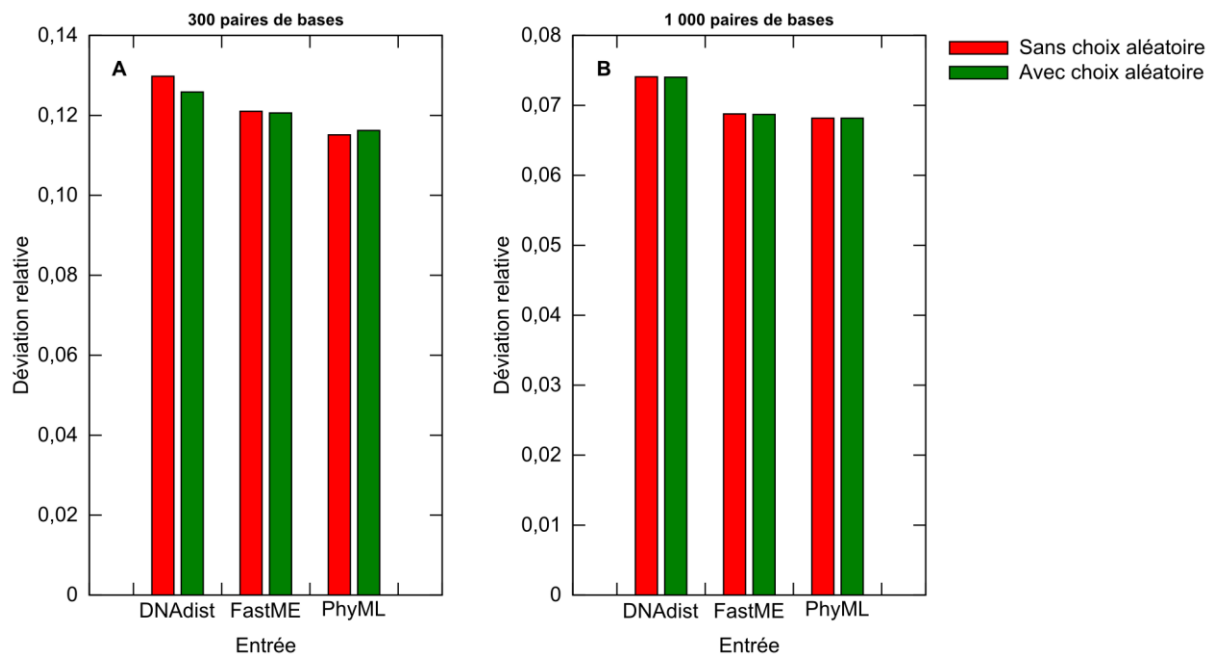 300 paires de bases
A
0,14
0,12
0,10
0,08
0,06
0,04
0,02
0
Déviation relative
DNAdist
FastME
PhyML
Entrée
1 000 paires de bases
B
0,08
0,07
0,06
0,05
0,04
0,03
0,02
0,01
0
Déviation relative
DNAdist
FastME
PhyML
Entrée
Sans choix aléatoire
Avec choix aléatoire